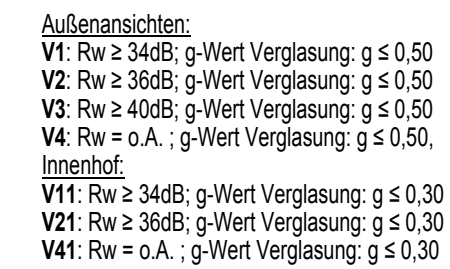 Außenansichten:
V1: Rw ≥ 34dB; g-Wert Verglasung: g ≤ 0,50
V2: Rw ≥ 36dB; g-Wert Verglasung: g ≤ 0,50
V3: Rw ≥ 40dB; g-Wert Verglasung: g ≤ 0,50
V4: Rw = o.A. ; g-Wert Verglasung: g ≤ 0,50,
Innenhof:
V11: Rw ≥ 34dB; g-Wert Verglasung: g ≤ 0,30
V21: Rw ≥ 36dB; g-Wert Verglasung: g ≤ 0,30
V41: Rw = o.A. ; g-Wert Verglasung: g ≤ 0,30